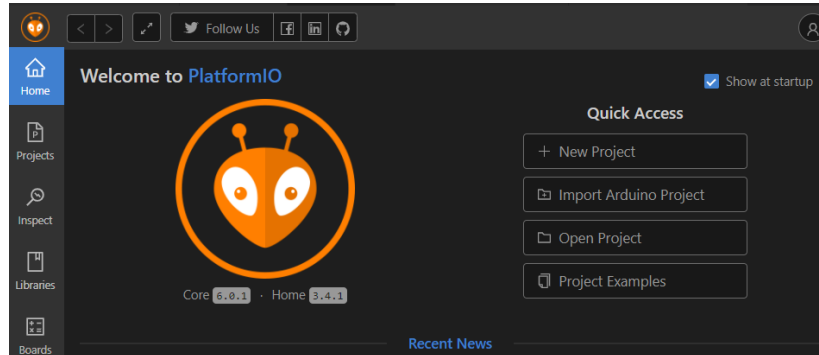 Follow Us
Home
Welcome to PlatformIO
Show at startup
Projects
Inspect
Libraries
Boards
Core 6.0.1 · Home 3.4.1
Quick Access
New Project
Import Arduino Project
Open Project
Project Examples
Recent News